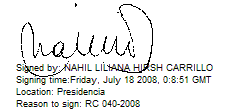 Signed by: NAHIL LILIANA HIRSH CARRILLO
Signing time:Friday, July 18 2008, 0:8:51 GMT
Location: Presidencia
Reason to sign: RC 040-2008